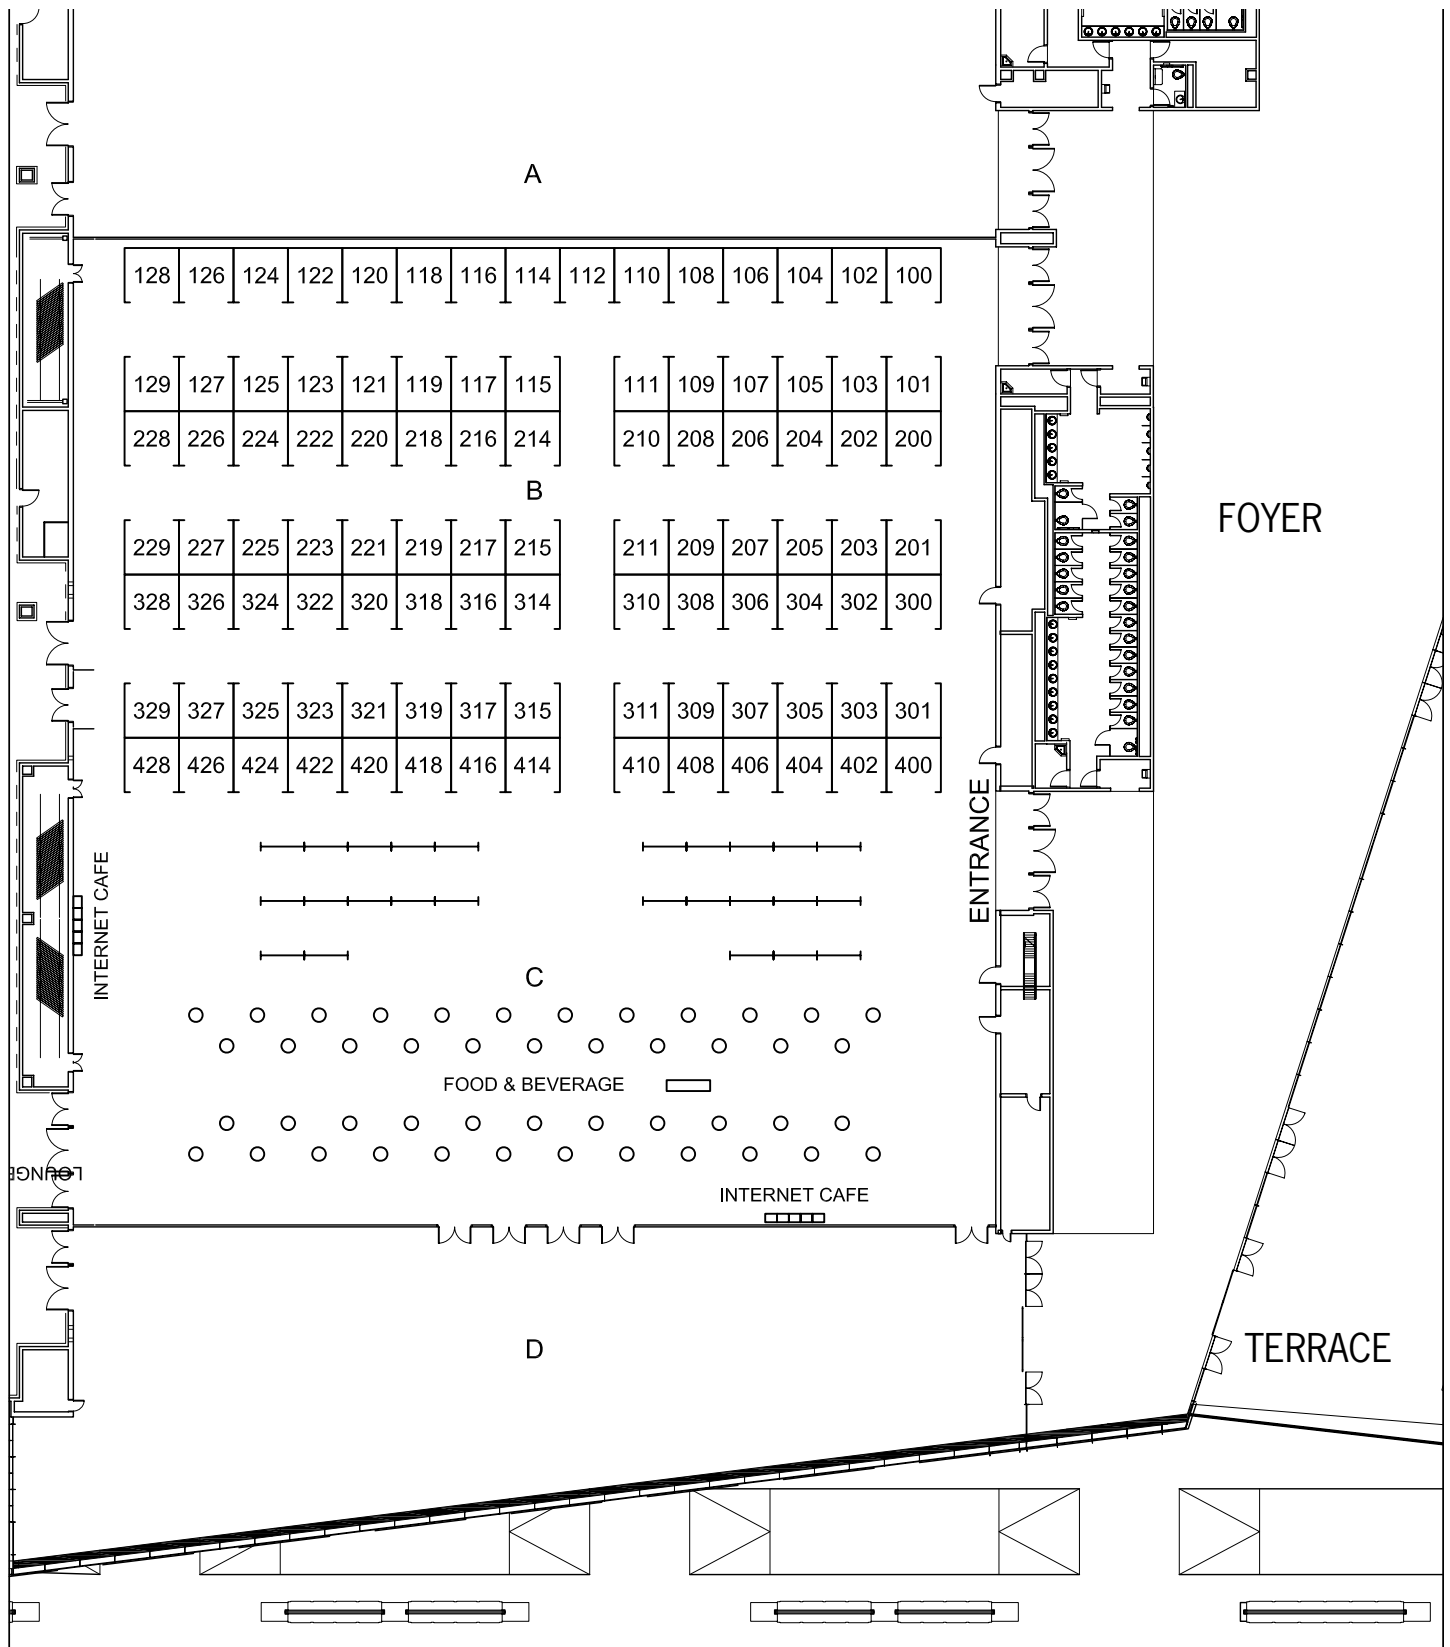 A
128 126 124 122 120 118 116 114 112 110 108 106 104 102 100
129 127 125 123 121 119 117 115 111 109 107 105 103 101
228 226 224 222 220 218 216 214 210 208 206 204 202 200
B
FOYER
229 227 225 223 221 219 217 215 211 209 207 205 203 201
328 326 324 322 320 318 316 314 310 308 306 304 302 300
329 327 325 323 321 319 317 315 311 309 307 305 303 301
428 426 424 422 420 418 416 414 410 408 406 404 402 400
ENTRANCE
INTERNET CAFE
C
FOOD & BEVERAGE
LOUNGE
INTERNET CAFE
D
TERRACE